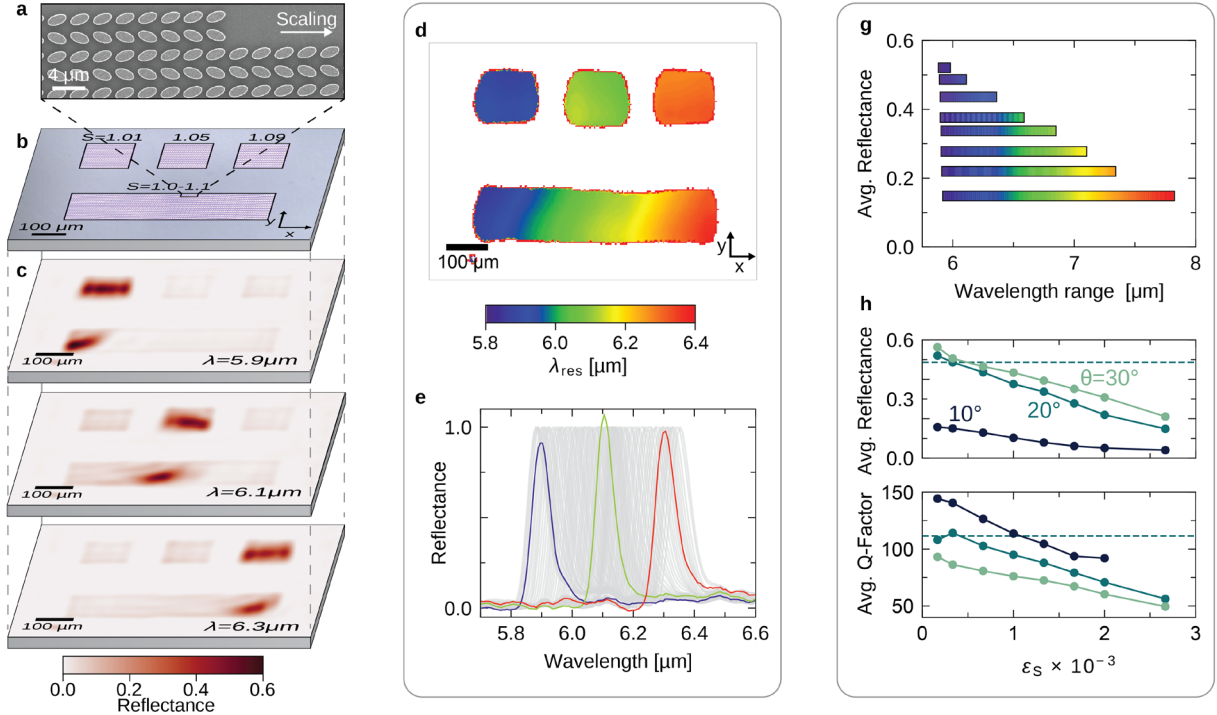 a
Scaling
4 μm
b
S=1.01
1.05
1.09
S=1.0-1.1
100 μm
y
x
c
100 μm
λ=5.9μm
100 μm
λ=6.1μm
100 μm
λ=6.3μm
0.0 0.2 0.4 0.6
Reflectance
d
100 μm
y
x
5.8 6.0 6.2 6.4
λres [μm]
e
1.0
0.0
Reflectance
5.8 6.0 6.2 6.4 6.6
Wavelength [μm]
g
0.6
0.4
0.2
0.0
Avg. Reflectance
6 7 8
Wavelength range [μm]
h
0.6
0.3
0.0
Avg. Reflectance
θ=30°
20°
10°
150
100
50
Avg. Q-Factor
0 1 2 3
εS × 10⁻³